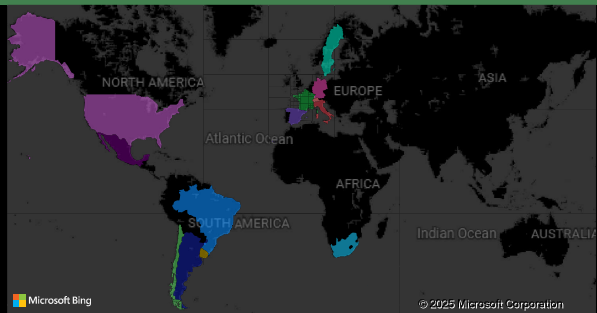 NORTH AMERICA
ASIA
EUROPE
Atlantic Ocean
AFRICA
SOUTH AMERICA
Indian Ocean
AUSTRALIA
Microsoft Bing
© 2025 Microsoft Corporation